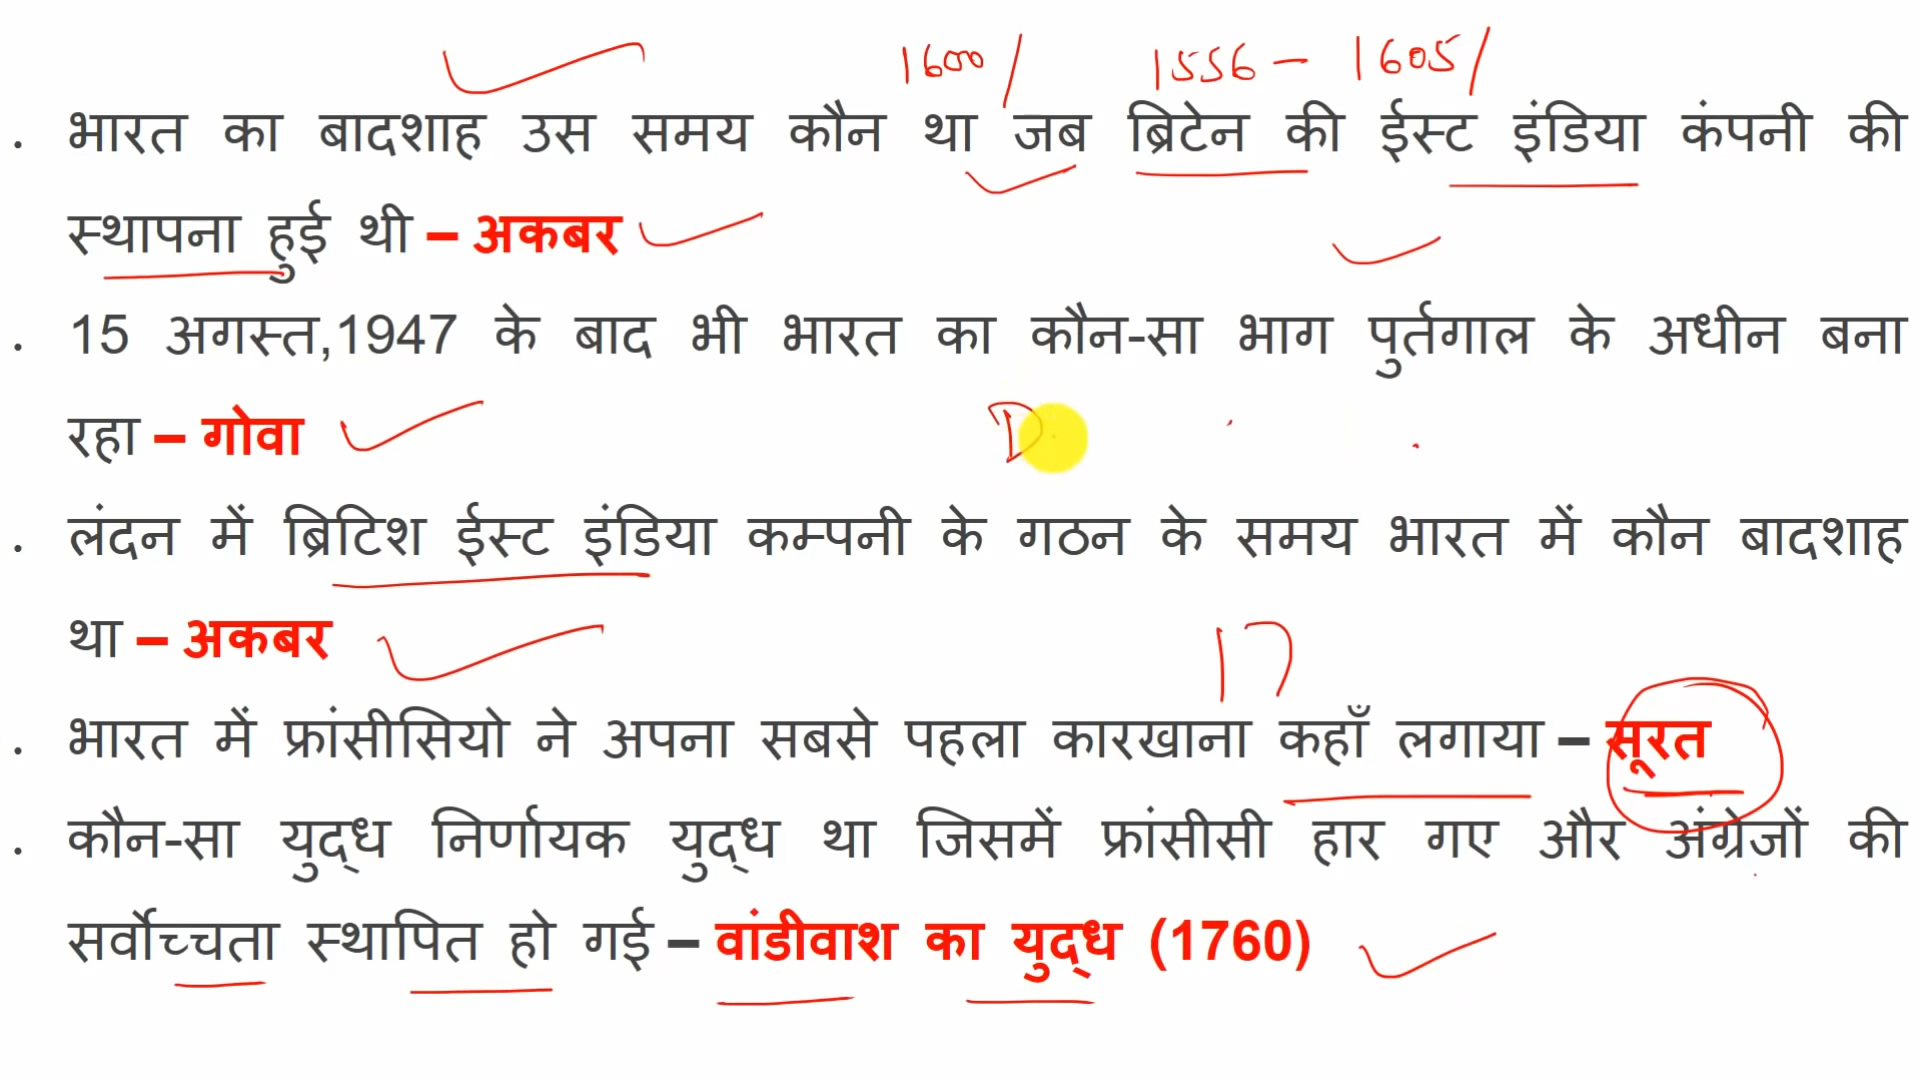 1600/ 1556 - 1605/
. भारत का बादशाह उस समय कौन था जब ब्रिटेन की ईस्ट इंडिया कंपनी की
स्थापना हुई थी – अकबर
. 15 अगस्त,1947 के बाद भी भारत का कौन-सा भाग पुर्तगाल के अधीन बना
रहा – गोवा
D
. लंदन में ब्रिटिश ईस्ट इंडिया कम्पनी के गठन के समय भारत में कौन बादशाह
था – अकबर
17
. भारत में फ्रांसीसियो ने अपना सबसे पहला कारखाना कहाँ लगाया – सूरत
. कौन-सा युद्ध निर्णायक युद्ध था जिसमें फ्रांसीसी हार गए और अंग्रेजों की
सर्वोच्चता स्थापित हो गई – वांडीवाश का युद्ध (1760)